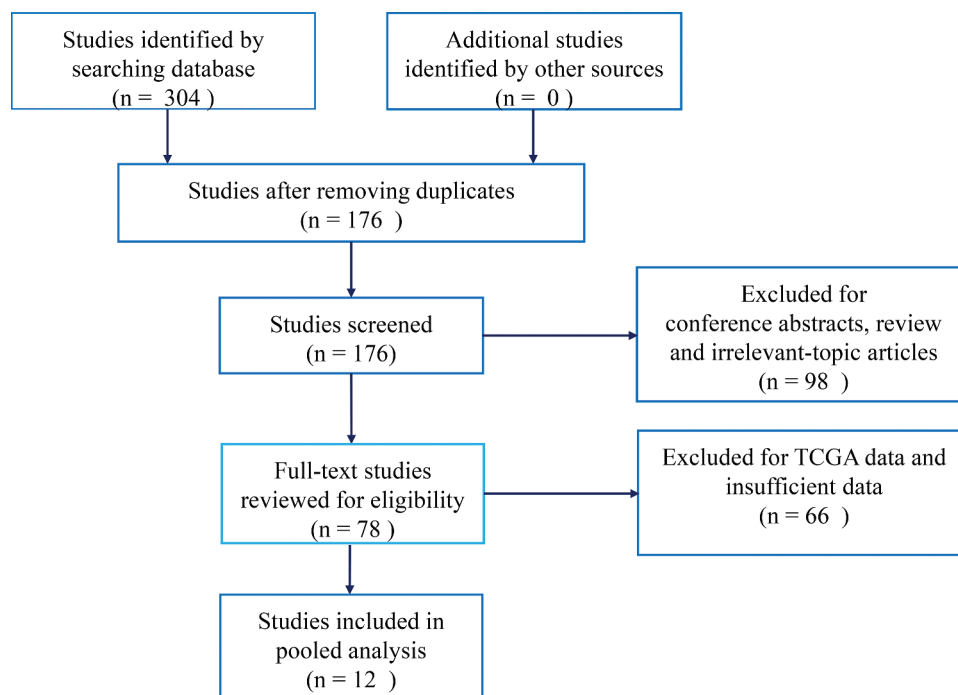 Studies identified by
searching database
(n =  304 )
Additional studies
identified by other sources
(n =  0 )
Studies after removing duplicates
(n = 176  )
Studies screened
(n = 176)
Excluded for
conference abstracts, review
and irrelevant-topic articles
(n = 98  )
Full-text studies
reviewed for eligibility
(n = 78 )
Excluded for TCGA data and
insufficient data
(n = 66  )
Studies included in
pooled analysis
(n = 12  )